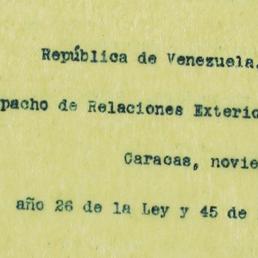 República de Venezuela.
pacho de Relaciones Exterio
Caracas, novie
año 26 de la Ley y 45 de